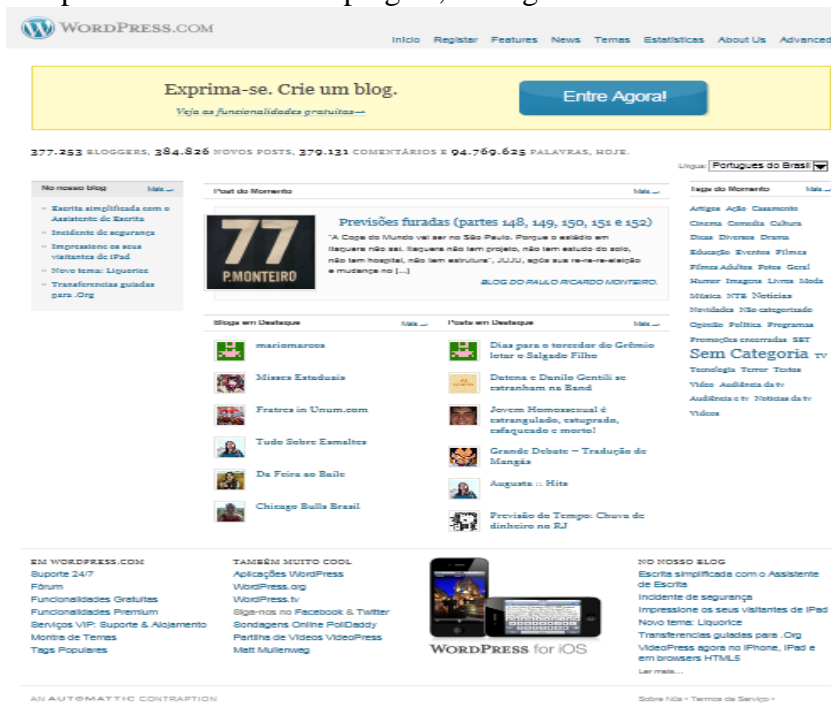 WORDPRESS.COM
Início Registar Features News Temas Estatísticas About Us Advanced
Exprima-se. Crie um blog.
Veja as funcionalidades gratuitas→
Entre Agora!
377.253 BLOGGERS, 384.826 NOVOS POSTS, 379.131 COMENTÁRIOS E 94.769.625 PALAVRAS, HOJE.
Língua: Portugues do Brasil
No nosso blog Mais →
Escrita simplificada com o
Assistente de Escrita
Incidente de segurança
Impressione os seus
visitantes de iPad
Novo tema: Liquorice
Transferencias guiadas
para .Org
Post do Momento Mais →
77
P.MONTEIRO
Previsões furadas (partes 148, 149, 150, 151 e 152)
"A Copa do Mundo vai ser no São Paulo. Porque o estádio em
Itaquera não sai. Itaquera não tem projeto, não tem estudo do solo,
não tem hospital, não tem estrutura", JUJU, após sua re-re-re-eleição
e mudança no [...]
BLOG DO PAULO RICARDO MONTEIRO.
Blogs em Destaque Mais →
mariomarcos
Misses Estaduais
Fratres in Unum.com
Tudo Sobre Esmaltes
Da Feira ao Baile
Chicago Bulls Brasil
Posts em Destaque Mais →
Dias para o torcedor do Grêmio
lotar o Salgado Filho
Datena e Danilo Gentili se
estranham na Band
Jovem Homossexual é
estrangulado, estuprado,
esfaqueado e morto!
Grande Debate – Tradução de
Mangás
Augusta :: Hits
Previsão do Tempo: Chuva de
dinheiro no RJ
Tags do Momento Mais →
Artigos Ação Casamento
Cinema Comedia Cultura
Dicas Diversos Drama
Educação Eventos Filmes
Filmes Adultos Fotos Geral
Humor Imagens Livros Moda
Música NTE Noticias
Novidades Não categorizado
Opinião Política Programas
Promoções encerradas SBT
Sem Categoria TV
Tecnologia Terror Textos
Video Audiência da tv
Audiência e tv Noticias da tv
Videos
EM WORDPRESS.COM
Suporte 24/7
Fórum
Funcionalidades Gratuitas
Funcionalidades Premium
Serviços VIP: Suporte & Alojamento
Montra de Temas
Tags Populares
TAMBÉM MUITO COOL
Aplicações WordPress
WordPress.org
WordPress.tv
Siga-nos no Facebook & Twitter
Sondagens Online PollDaddy
Partilha de Vídeos VideoPress
Matt Mullenweg
WORDPRESS for iOS
NO NOSSO BLOG
Escrita simplificada com o Assistente
de Escrita
Incidente de segurança
Impressione os seus visitantes de iPad
Novo tema: Liquorice
Transferencias guiadas para .Org
VideoPress agora no iPhone, iPad e
em browsers HTML5
Ler mais...
AN AUTOMATTIC CONTRAPTION
Sobre Nós • Termos de Serviço •